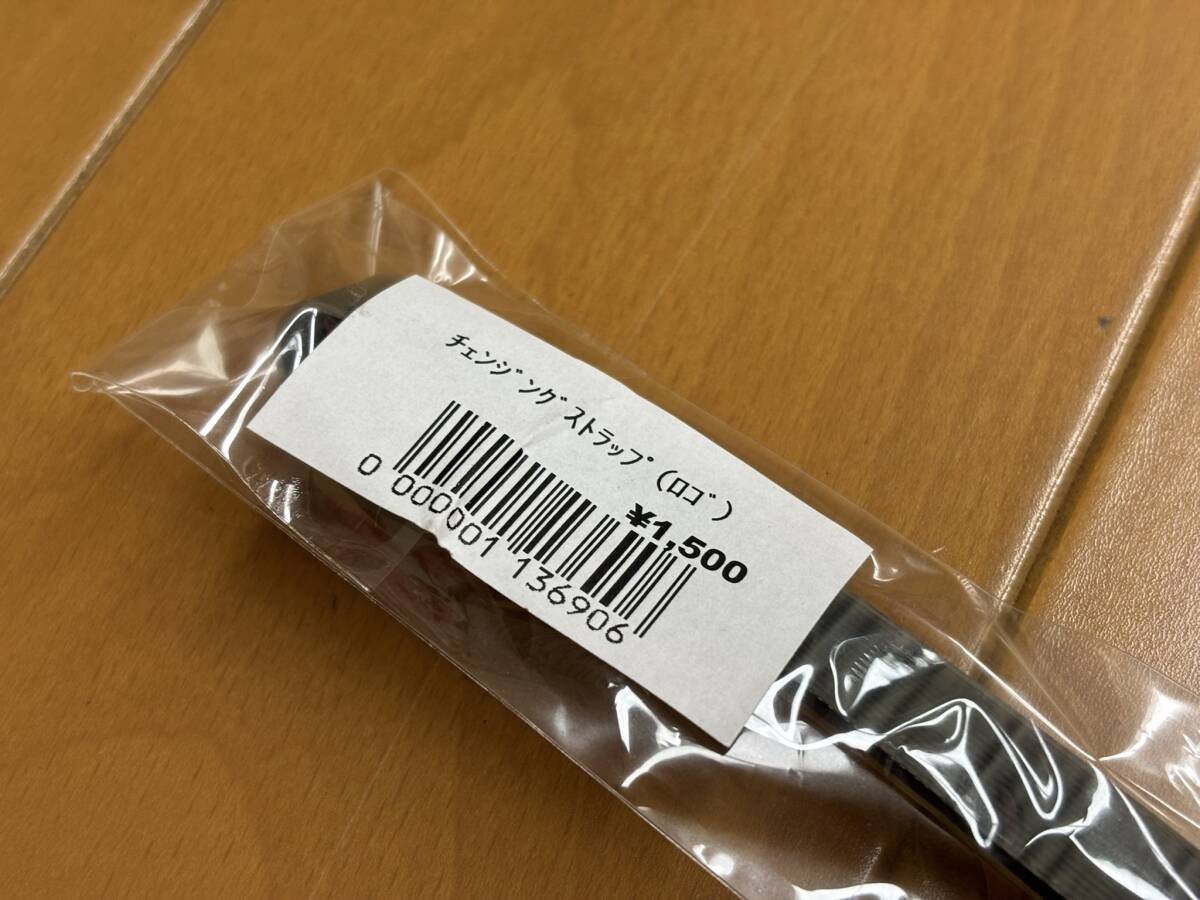 ﾁｪﾝｼﾞﾝｸﾞｽﾄﾗｯﾌﾟ(ﾛｺﾞ)
¥1,500
0 000001 136906